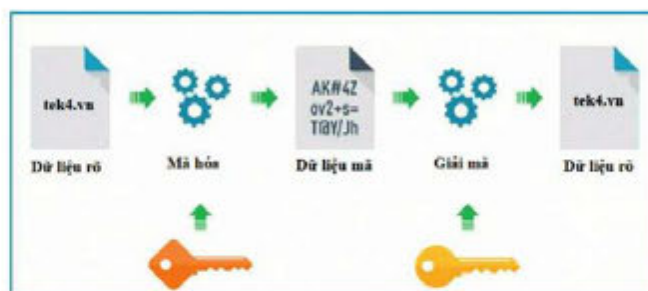 tek4.vn
AK#4Z
ov2+s=
T@Y/Jh
tek4.vn
Dữ liệu rõ
Mã hóa
Dữ liệu mã
Giải mã
Dữ liệu rõ